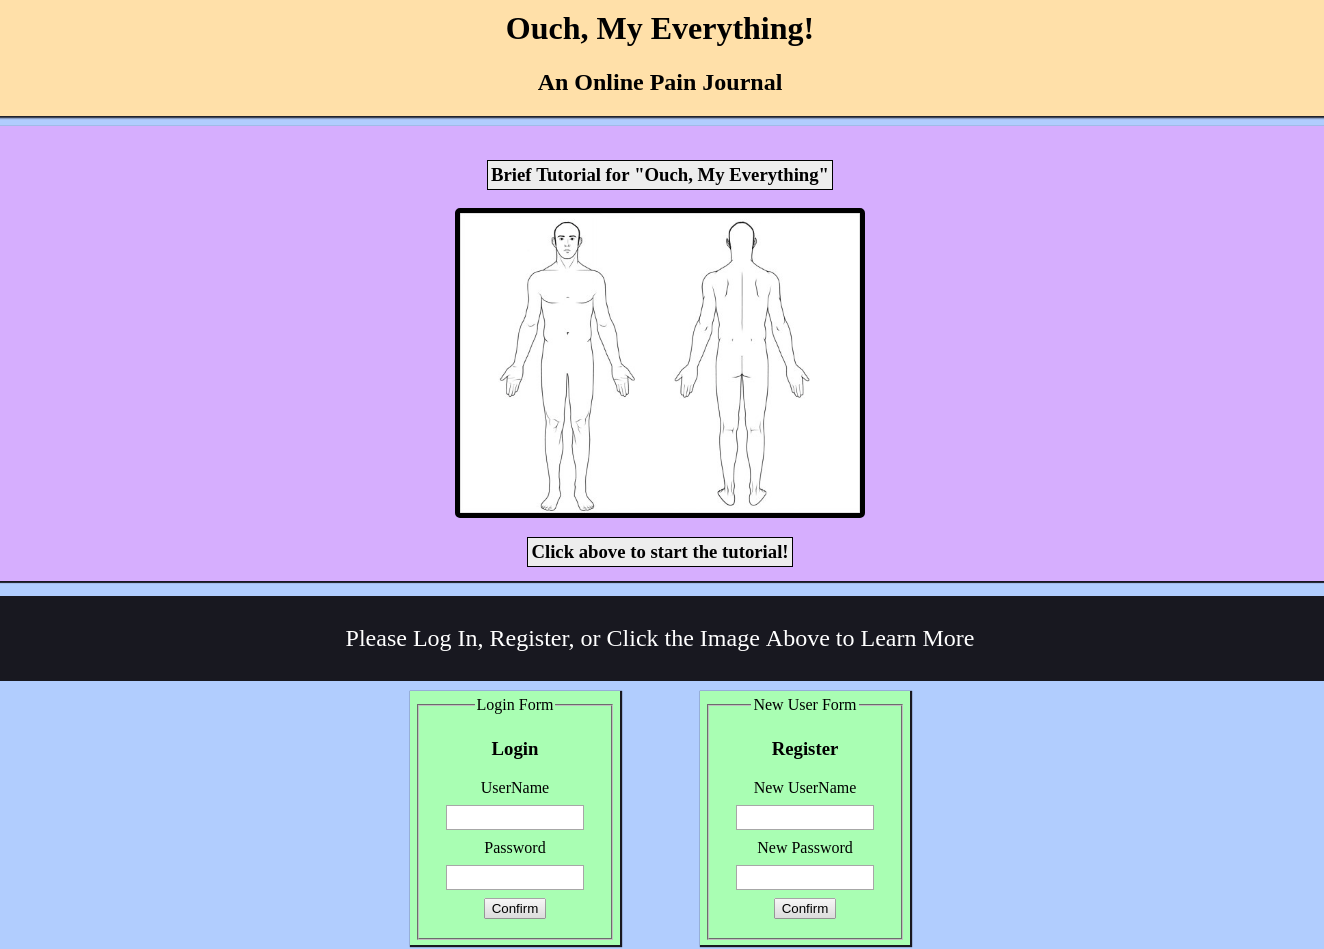 Ouch, My Everything!
An Online Pain Journal
Brief Tutorial for "Ouch, My Everything"
Click above to start the tutorial!
Please Log In, Register, or Click the Image Above to Learn More
Login Form
Login
UserName
Password
Confirm
New User Form
Register
New UserName
New Password
Confirm